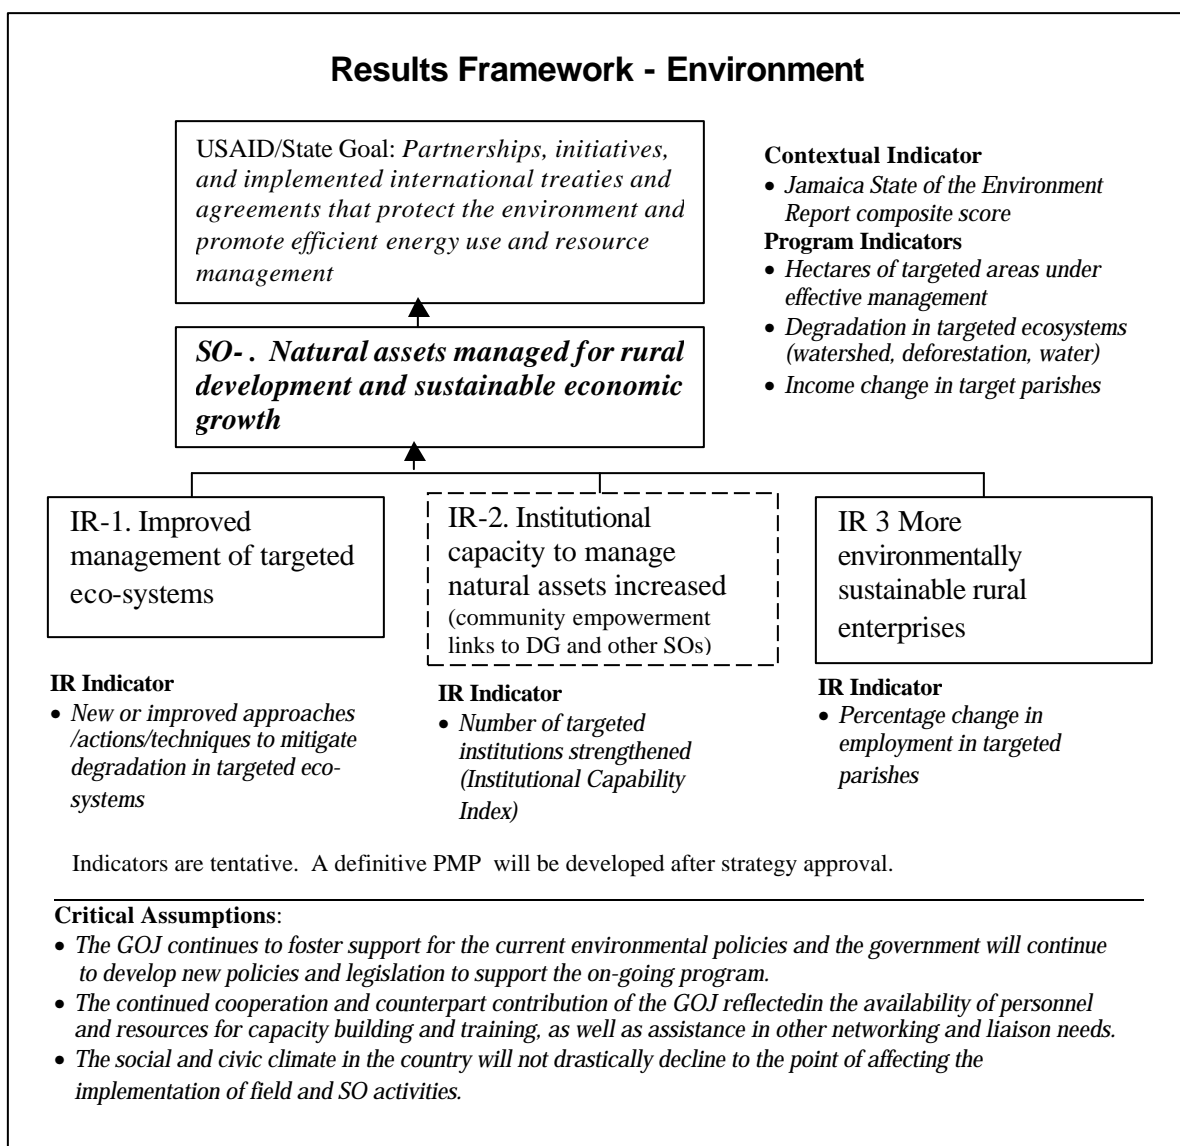 Results Framework - Environment
USAID/State Goal: Partnerships, initiatives,
and implemented international treaties and
agreements that protect the environment and
promote efficient energy use and resource
management
Contextual Indicator
• Jamaica State of the Environment
Report composite score
Program Indicators
• Hectares of targeted areas under
effective management
• Degradation in targeted ecosystems
(watershed, deforestation, water)
• Income change in target parishes
SO- . Natural assets managed for rural
development and sustainable economic
growth
IR-1. Improved
management of targeted
eco-systems
IR-2. Institutional
capacity to manage
natural assets increased
(community empowerment
links to DG and other SOs)
IR 3 More
environmentally
sustainable rural
enterprises
IR Indicator
• New or improved approaches
/actions/techniques to mitigate
degradation in targeted eco-
systems
IR Indicator
• Number of targeted
institutions strengthened
(Institutional Capability
Index)
IR Indicator
• Percentage change in
employment in targeted
parishes
Indicators are tentative. A definitive PMP will be developed after strategy approval.
Critical Assumptions:
• The GOJ continues to foster support for the current environmental policies and the government will continue
to develop new policies and legislation to support the on-going program.
• The continued cooperation and counterpart contribution of the GOJ reflectedin the availability of personnel
and resources for capacity building and training, as well as assistance in other networking and liaison needs.
• The social and civic climate in the country will not drastically decline to the point of affecting the
implementation of field and SO activities.